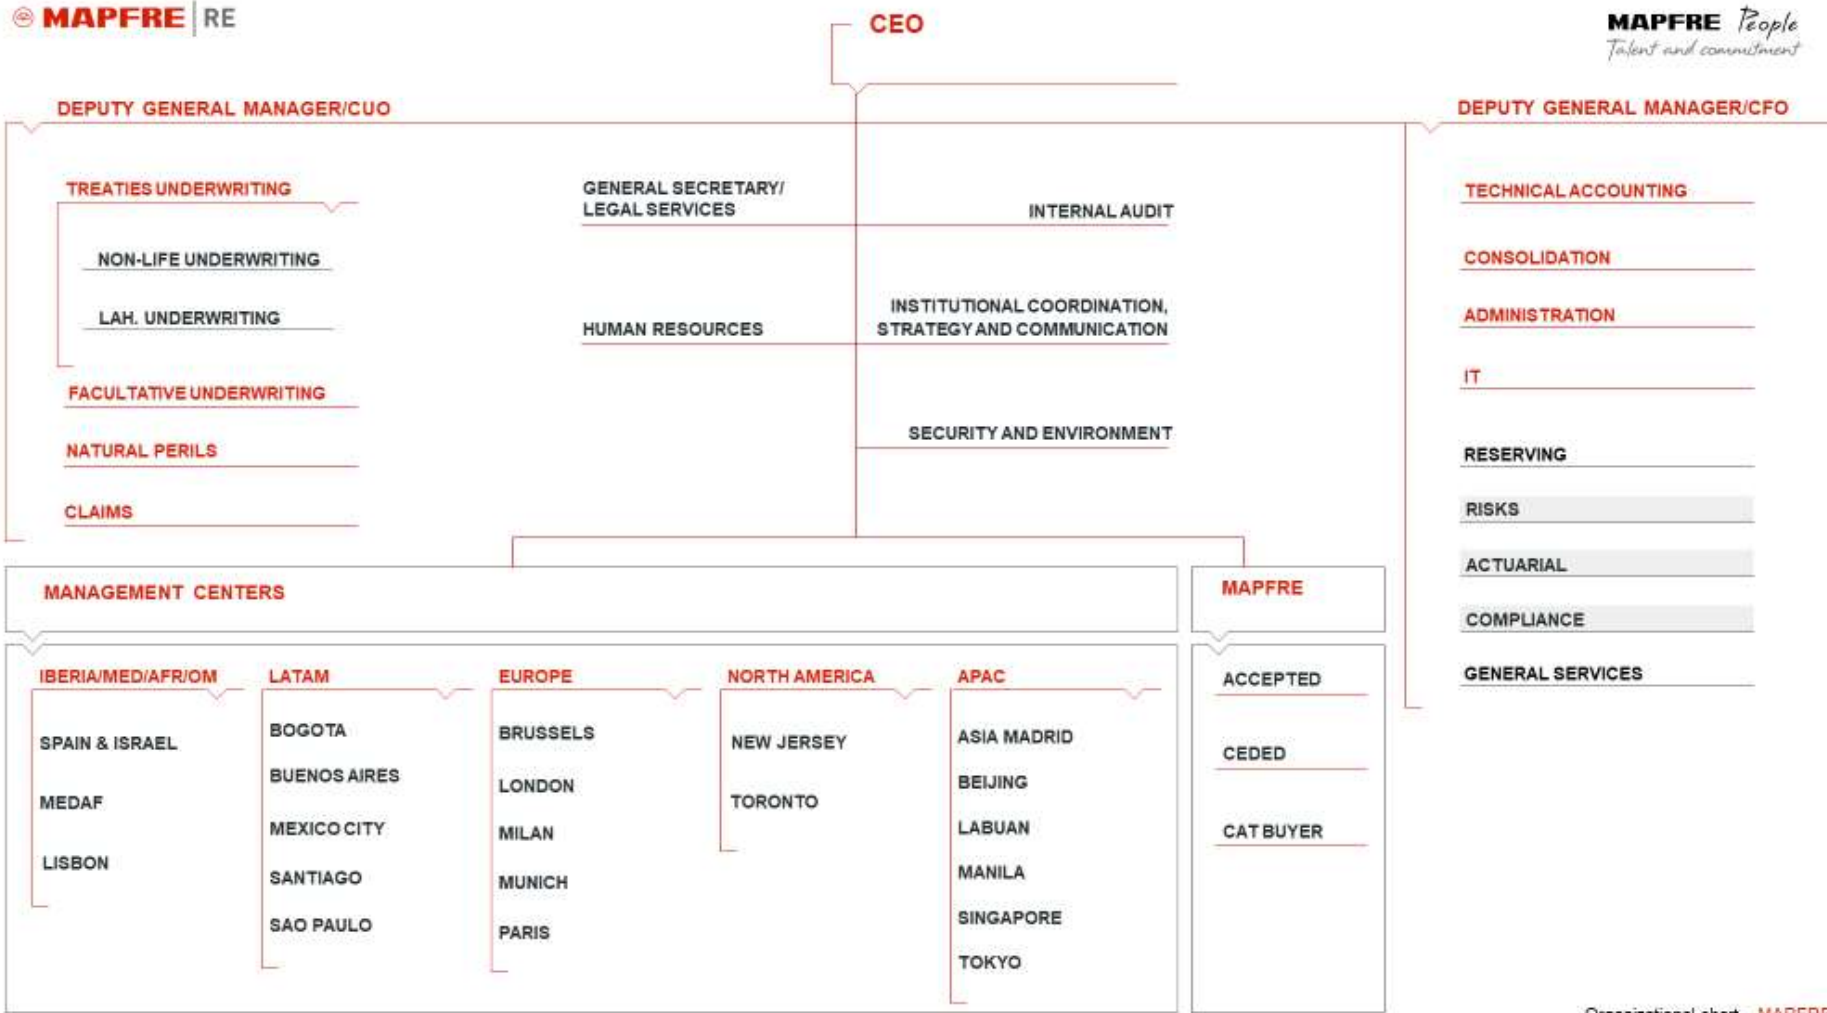 MAPFRE RE
CEO
MAPFRE People
Talent and commitment
DEPUTY GENERAL MANAGER/CUO
DEPUTY GENERAL MANAGER/CFO
TREATIES UNDERWRITING
NON-LIFE UNDERWRITING
LAH. UNDERWRITING
FACULTATIVE UNDERWRITING
NATURAL PERILS
CLAIMS
GENERAL SECRETARY/
LEGAL SERVICES
INTERNAL AUDIT
HUMAN RESOURCES
INSTITUTIONAL COORDINATION,
STRATEGY AND COMMUNICATION
SECURITY AND ENVIRONMENT
TECHNICAL ACCOUNTING
CONSOLIDATION
ADMINISTRATION
IT
RESERVING
RISKS
ACTUARIAL
COMPLIANCE
GENERAL SERVICES
MANAGEMENT CENTERS
IBERIA/MED/AFR/OM
SPAIN & ISRAEL
MEDAF
LISBON
LATAM
BOGOTA
BUENOS AIRES
MEXICO CITY
SANTIAGO
SAO PAULO
EUROPE
BRUSSELS
LONDON
MILAN
MUNICH
PARIS
NORTH AMERICA
NEW JERSEY
TORONTO
APAC
ASIA MADRID
BEIJING
LABUAN
MANILA
SINGAPORE
TOKYO
MAPFRE
ACCEPTED
CEDED
CAT BUYER
Organizational chart MAPFRE